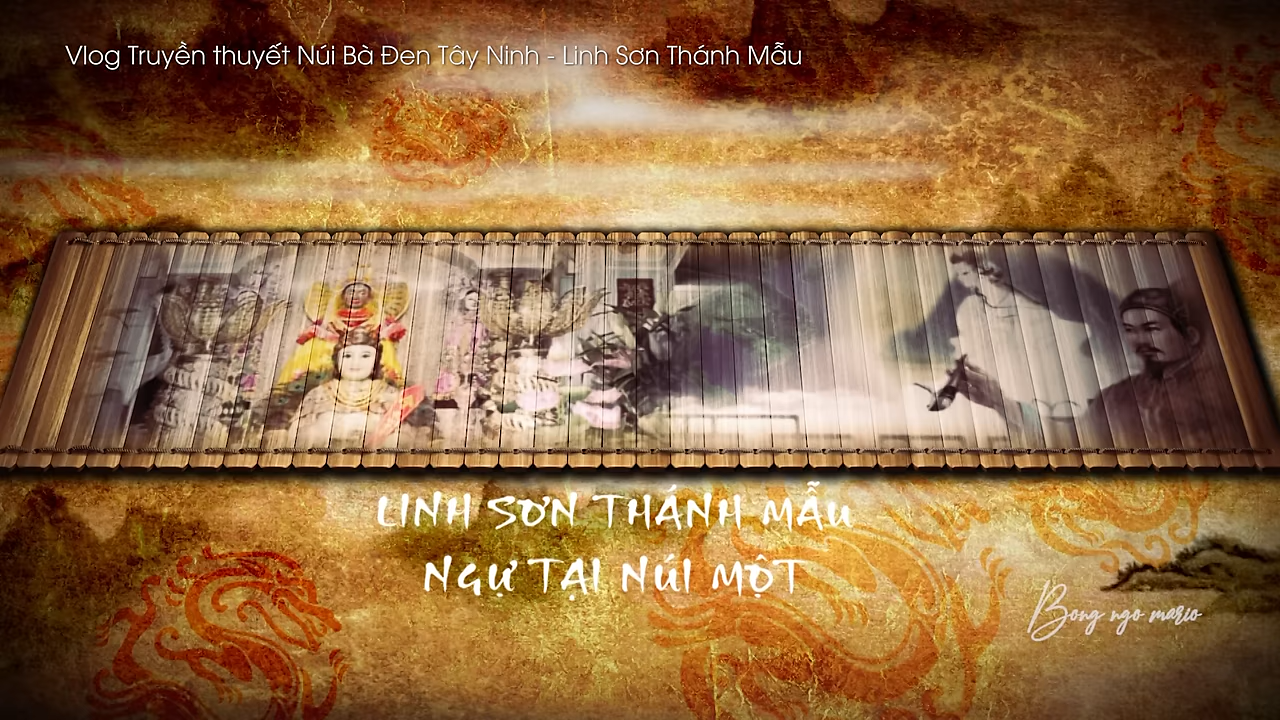 Vlog Truyền thuyết Núi Bà Đen Tây Ninh - Linh Sơn Thánh Mẫu
LINH SƠN THÁNH MẪU
NGỰ TẠI NÚI MỘT
Bong ngo mario